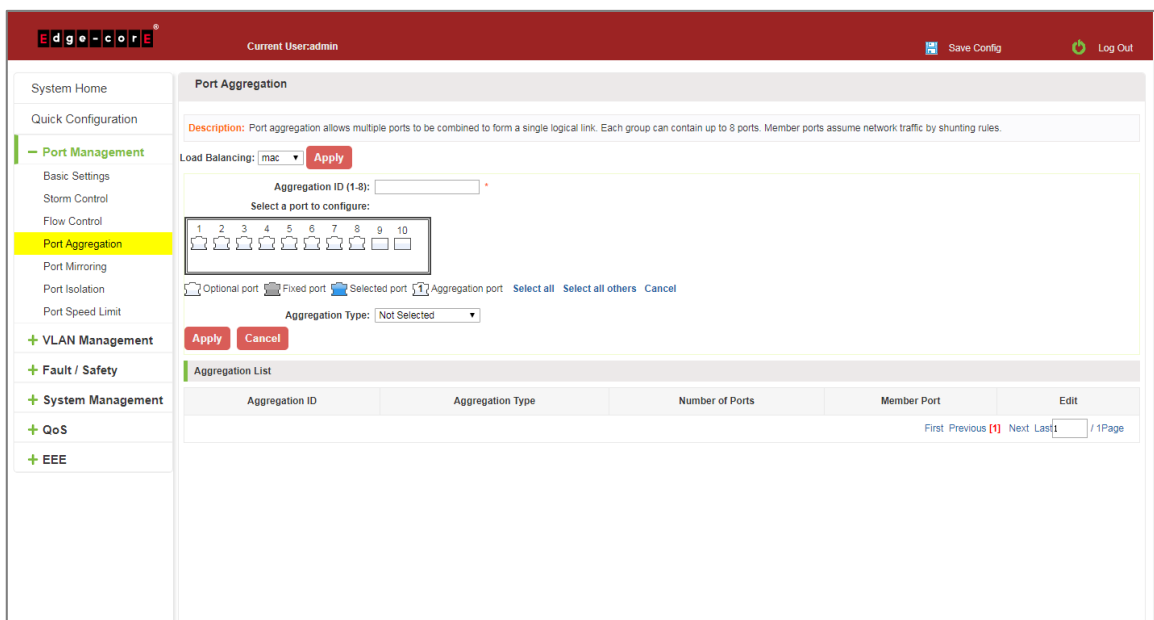 Edge-corE®
Current User:admin
Save Config
Log Out
System Home
Quick Configuration
− Port Management
Basic Settings
Storm Control
Flow Control
Port Aggregation
Port Mirroring
Port Isolation
Port Speed Limit
+ VLAN Management
+ Fault / Safety
+ System Management
+ QoS
+ EEE
Port Aggregation
Description: Port aggregation allows multiple ports to be combined to form a single logical link. Each group can contain up to 8 ports. Member ports assume network traffic by shunting rules.
Load Balancing: mac ▼ Apply
Aggregation ID (1-8): *
Select a port to configure:
1 2 3 4 5 6 7 8 9 10
Optional port Fixed port Selected port 1 Aggregation port Select all Select all others Cancel
Aggregation Type: Not Selected ▼
Apply Cancel
Aggregation List
Aggregation ID Aggregation Type Number of Ports Member Port Edit
First Previous [1] Next Last 1 / 1Page